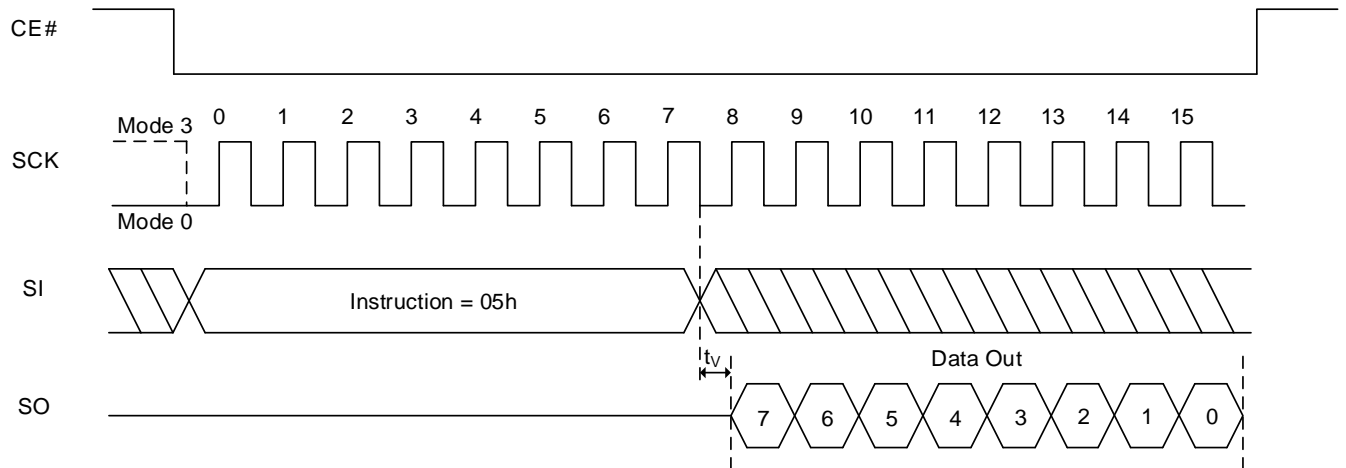 CE#
0 1 2 3 4 5 6 7 8 9 10 11 12 13 14 15
Mode 3
SCK
Mode 0
SI
Instruction = 05h
tV
Data Out
SO
7 6 5 4 3 2 1 0